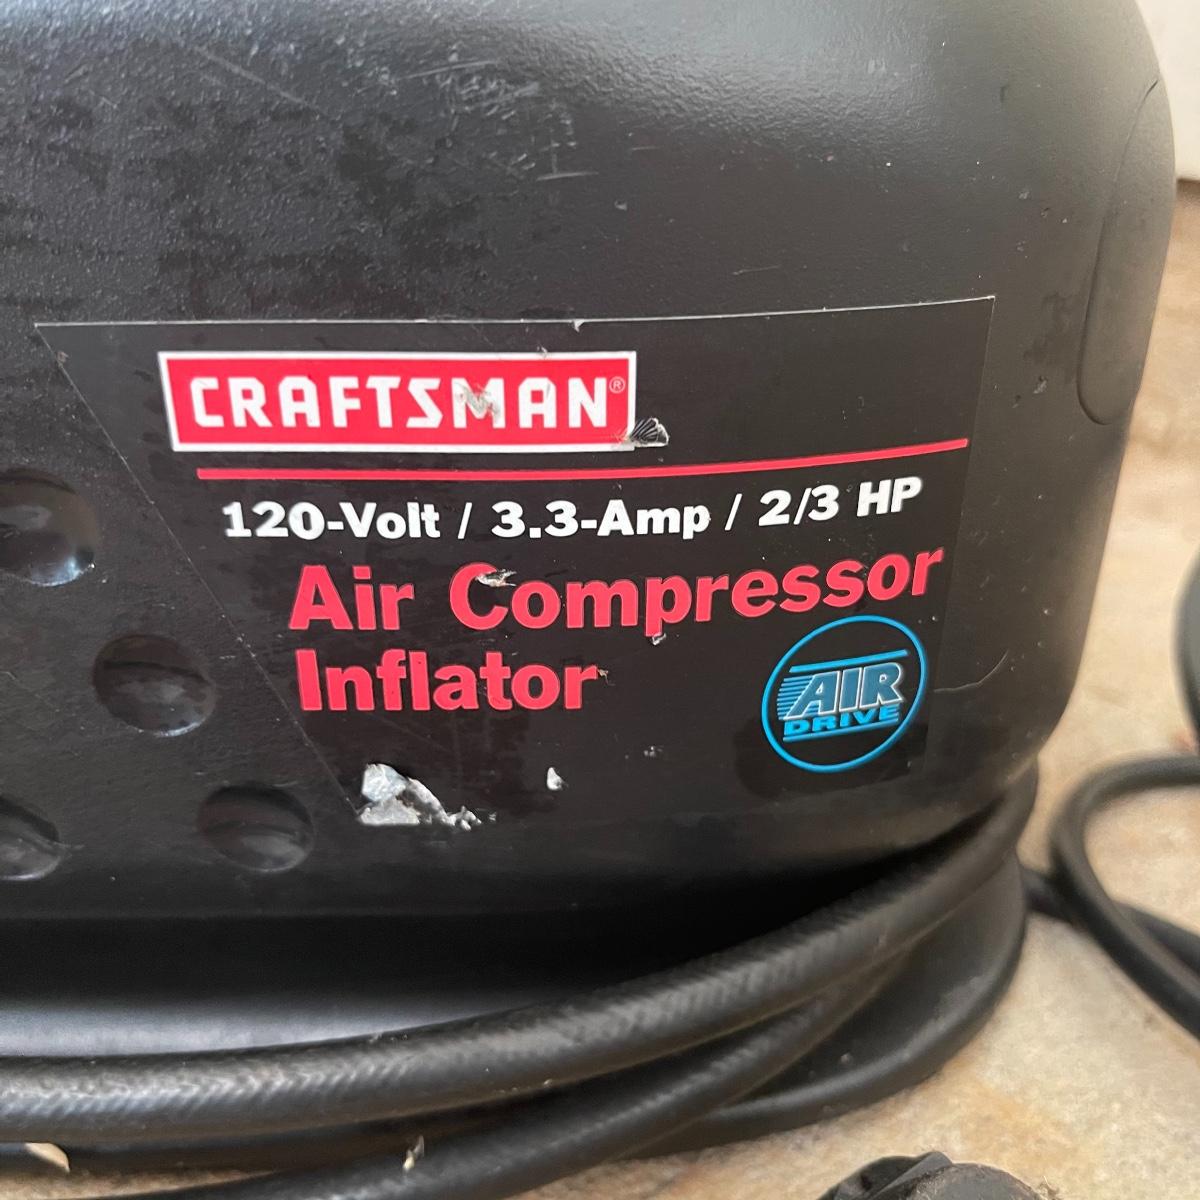 CRAFTSMAN®
120-Volt / 3.3-Amp / 2/3 HP
Air Compressor
Inflator
AIR
DRIVE